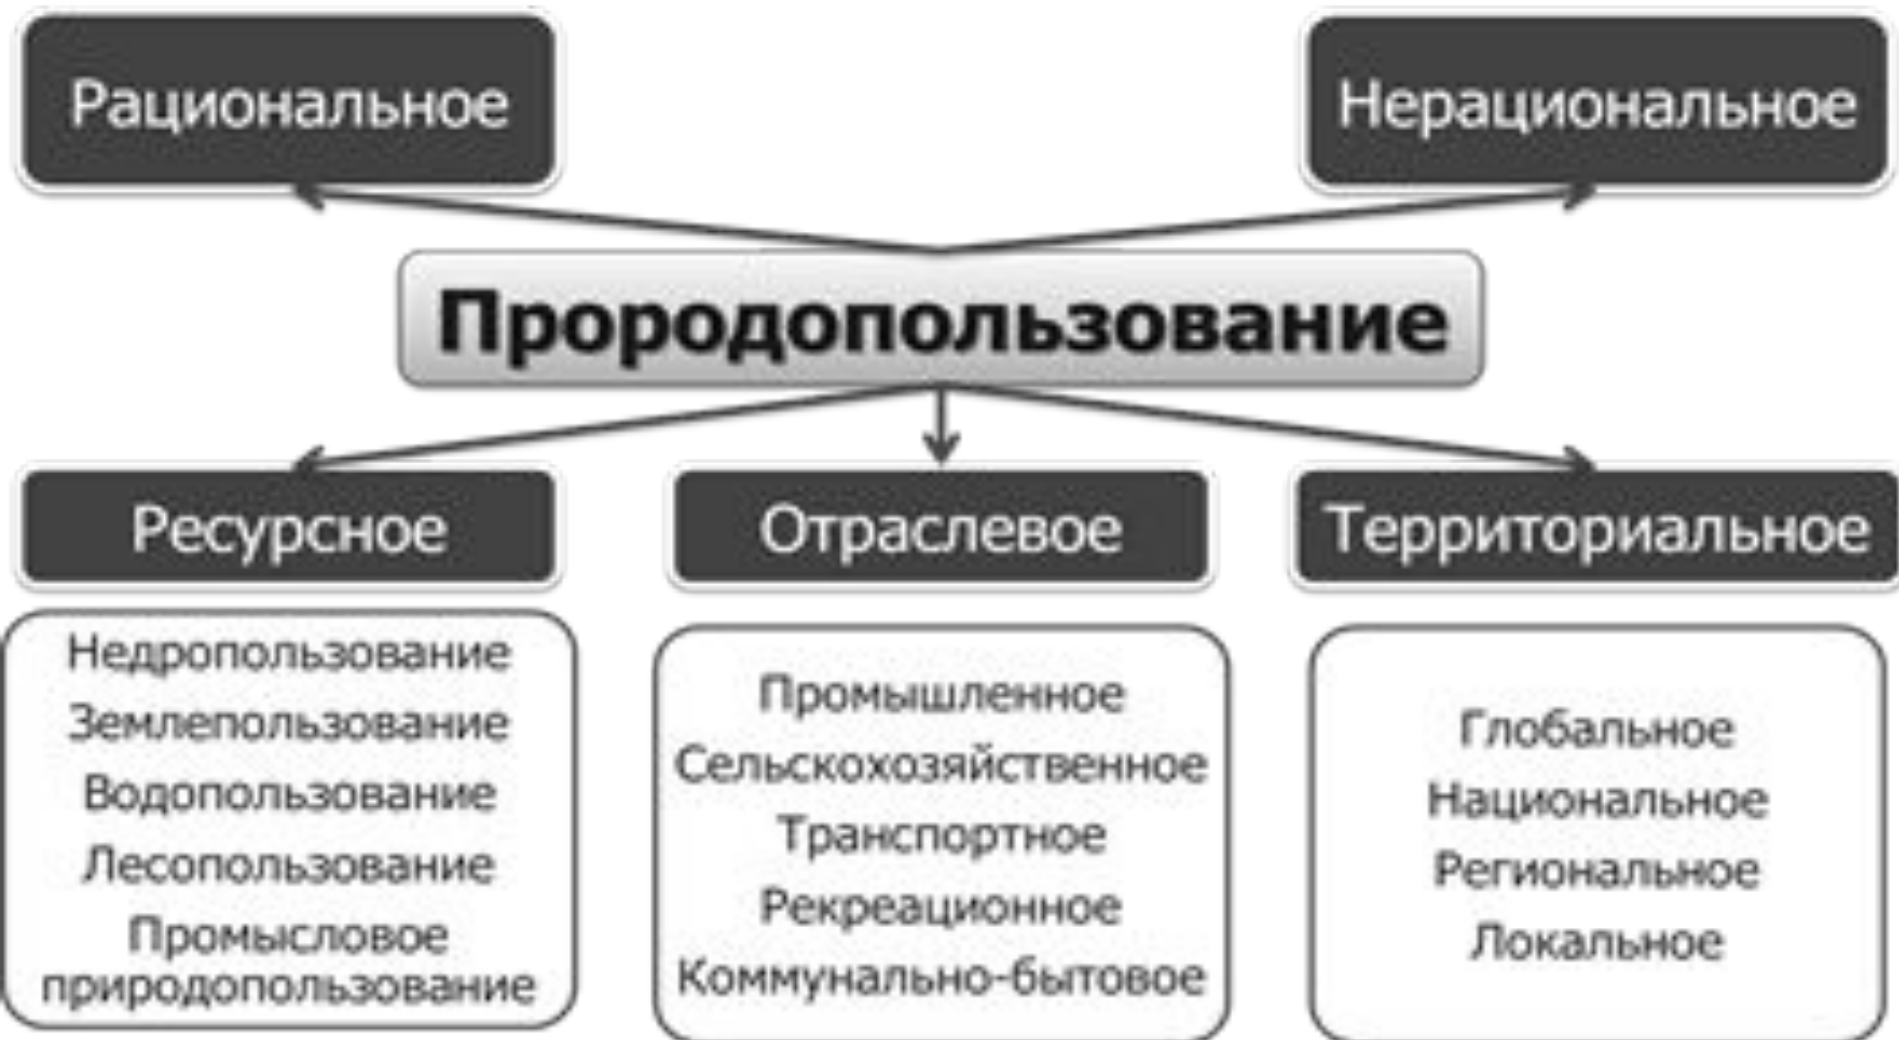 Рациональное
Нерациональное
Прородопользование
Ресурсное
Отраслевое
Территориальное
Недропользование
Землепользование
Водопользование
Лесопользование
Промысловое
природопользование
Промышленное
Сельскохозяйственное
Транспортное
Рекреационное
Коммунально-бытовое
Глобальное
Национальное
Региональное
Локальное